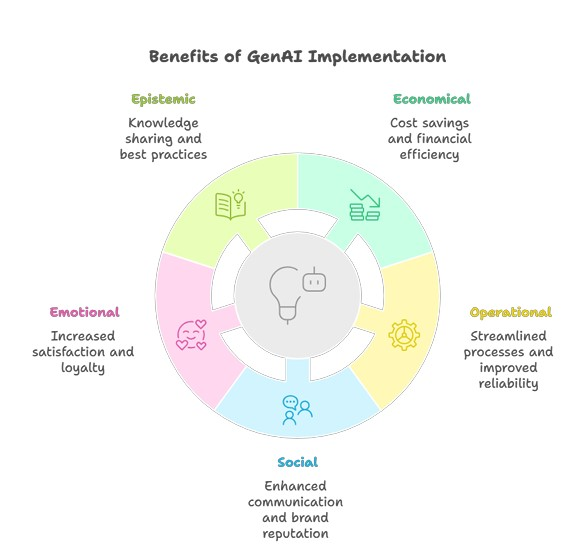 Benefits of GenAI Implementation
Epistemic
Knowledge
sharing and
best practices
Economical
Cost savings
and financial
efficiency
Emotional
Increased
satisfaction and
loyalty
Operational
Streamlined
processes and
improved
reliability
Social
Enhanced
communication
and brand
reputation